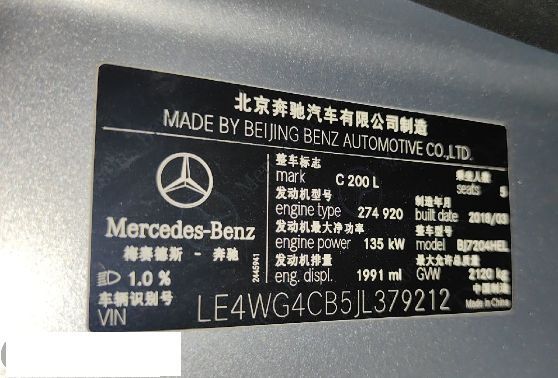 北京奔驰汽车有限公司制造
MADE BY BEIJING BENZ AUTOMOTIVE CO.,LTD.
整车标志 乘坐人数
mark C 200 L seats 5
发动机型号 制造年月
engine type 274 920 built date 2018/03
发动机最大净功率 整车型号
engine power 135 kW model BJ7204HEL
发动机排量 最大允许总质量
eng. displ. 1991 ml GVW 2120 kg
Mercedes-Benz
梅赛德斯-奔驰
1.0 %
2445941
车辆识别号 中国制造
VIN LE4WG4CB5JL379212 Made in China